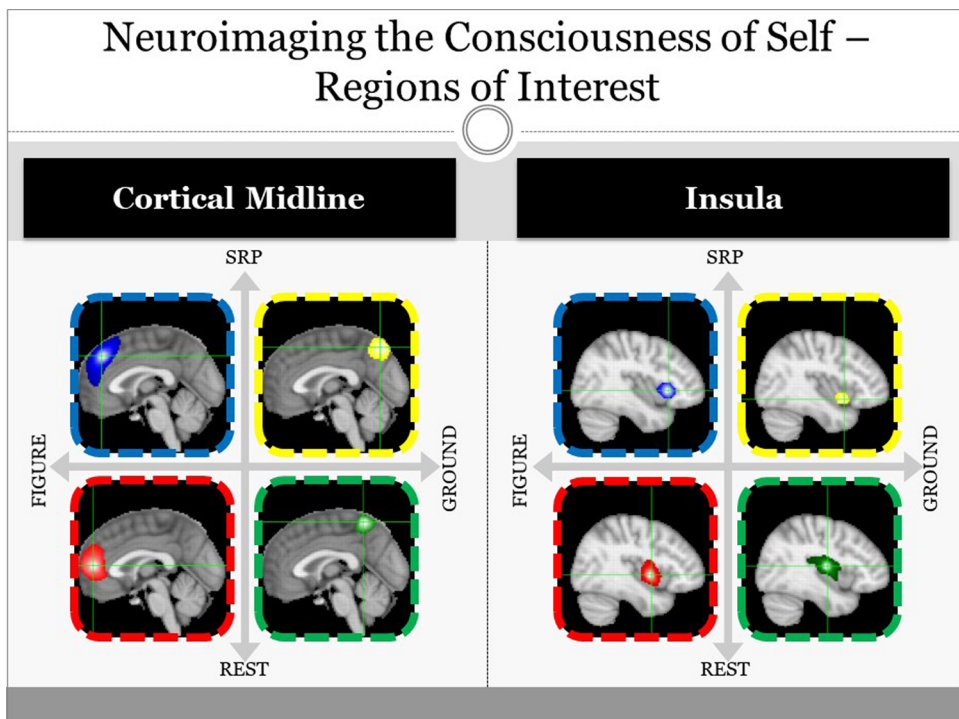 Neuroimaging the Consciousness of Self –
Regions of Interest
Cortical Midline
Insula
SRP
FIGURE
GROUND
REST
SRP
FIGURE
GROUND
REST